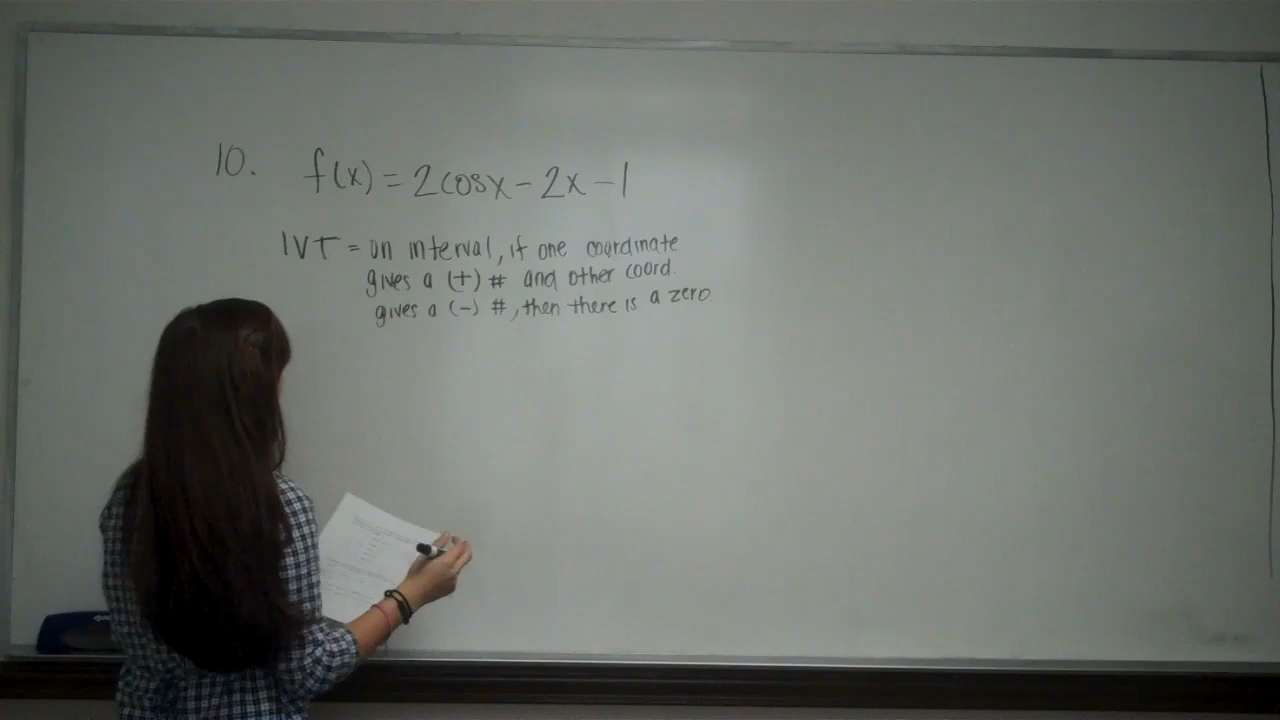 10. f(x) = 2cosx - 2x - 1
IVT = on interval, if one coordinate
gives a (+) # and other coord.
gives a (-) #, then there is a zero.